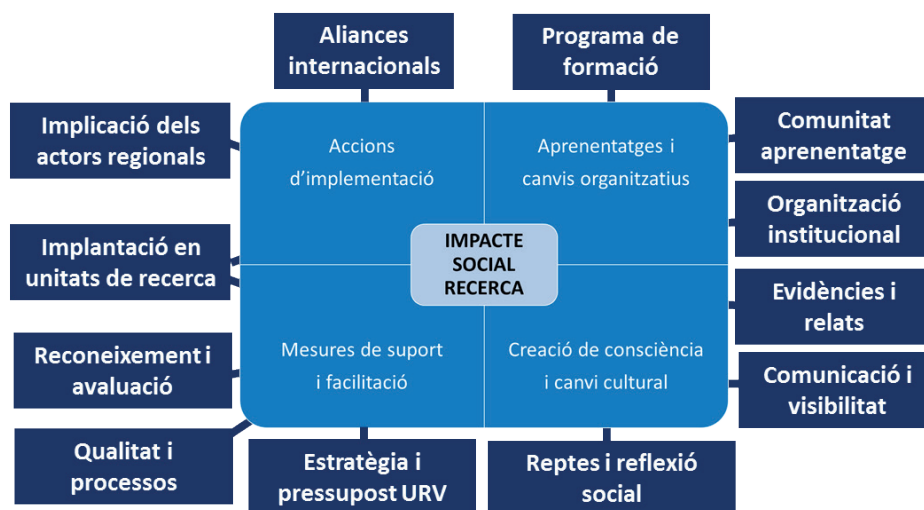 Aliances
internacionals
Programa de
formació
Implicació dels
actors regionals
Accions
d'implementació
Aprenentatges i
canvis organitzatius
Comunitat
aprenentatge
Organització
institucional
Implantació en
unitats de recerca
IMPACTE
SOCIAL
RECERCA
Evidències i
relats
Reconeixement i
avaluació
Mesures de suport
i facilitació
Creació de consciència
i canvi cultural
Comunicació i
visibilitat
Qualitat i
processos
Estratègia i
pressupost URV
Reptes i reflexió
social